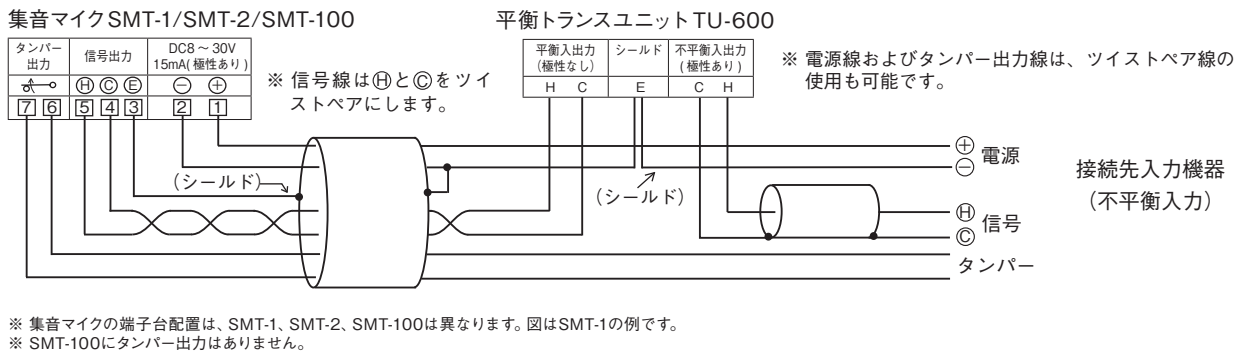 集音マイクSMT-1/SMT-2/SMT-100
タンパー
出力
信号出力
DC8～30V
15mA(極性あり)
Ⓗ Ⓒ Ⓔ
⊖ ⊕
7 6 5 4 3 2 1
※ 信号線はⒽとⒸをツイ
ストペアにします。
平衡トランスユニットTU-600
平衡入出力
(極性なし)
シールド
不平衡入出力
(極性あり)
H C E C H
※ 電源線およびタンパー出力線は、ツイストペア線の
使用も可能です。
(シールド)
(シールド)
⊕
⊖
電源
Ⓗ
Ⓒ
信号
タンパー
接続先入力機器
(不平衡入力)
※ 集音マイクの端子台配置は、SMT-1、SMT-2、SMT-100は異なります。図はSMT-1の例です。
※ SMT-100にタンパー出力はありません。